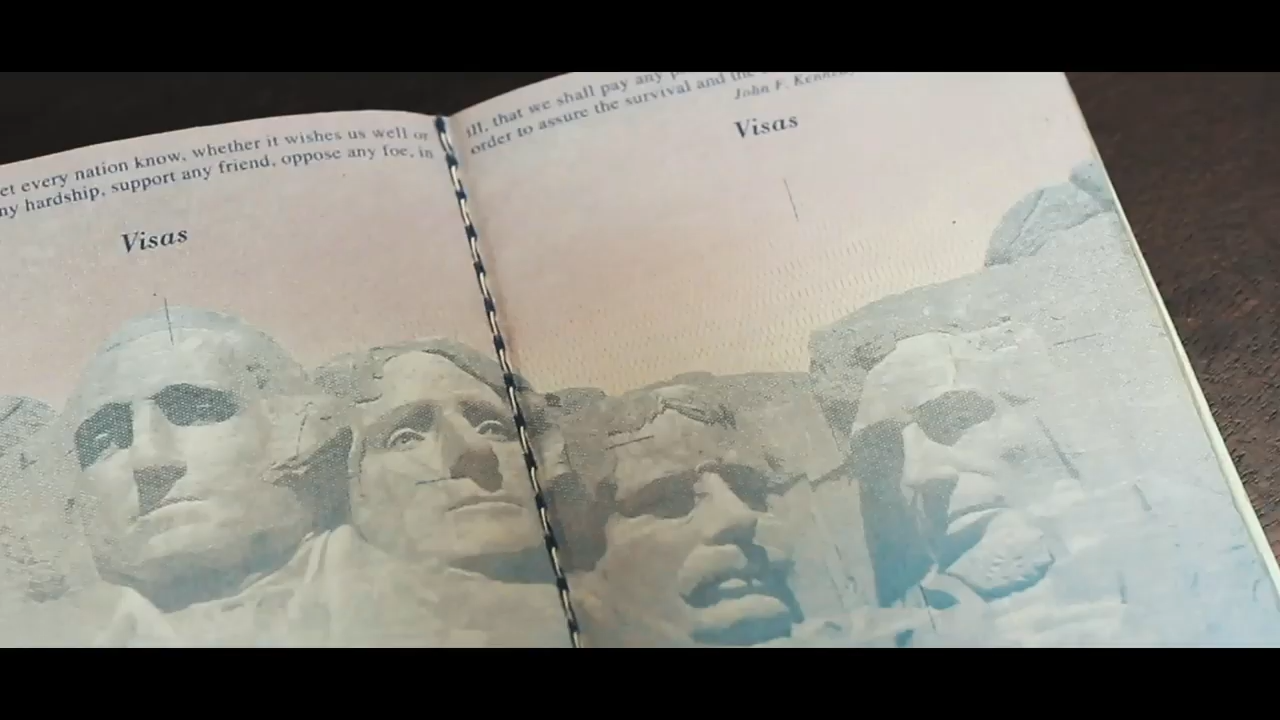 et every nation know, whether it wishes us well or
ny hardship, support any friend, oppose any foe, in
Visas
ill, that we shall pay any
order to assure the survival and the
John F. Kennedy
Visas